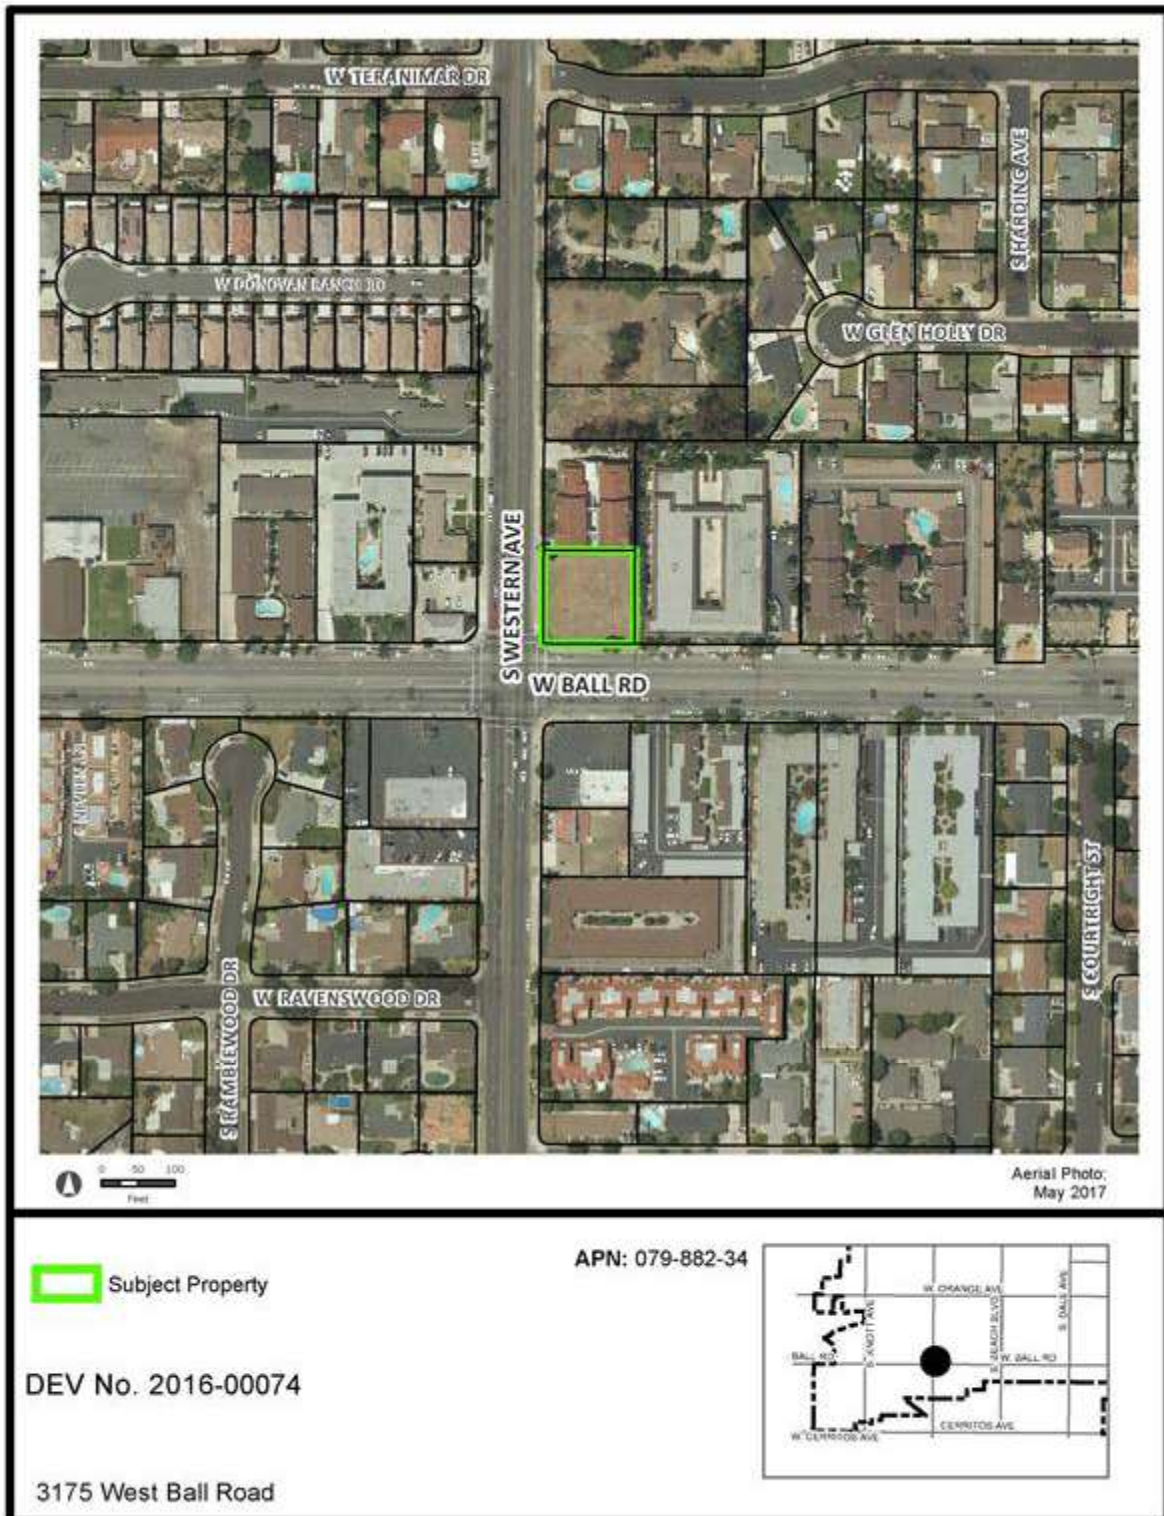 W TERANIMAR DR
S HARDING AVE
W DONOVAN RANCH RD
W GLEN HOLLY DR
S WESTERN AVE
W BALL RD
S COURTRIGHT ST
W RAVENSWOOD DR
S RAMBLEWOOD DR
0 50 100
Feet
Aerial Photo:
May 2017
Subject Property
APN: 079-882-34
DEV No. 2016-00074
3175 West Ball Road
W. ORANGE AVE
S. KNOTT AVE
S. BEACH BLVD
S. DALE AVE
BALL RD
W. BALL RD
W. CERRITOS AVE
CERRITOS AVE